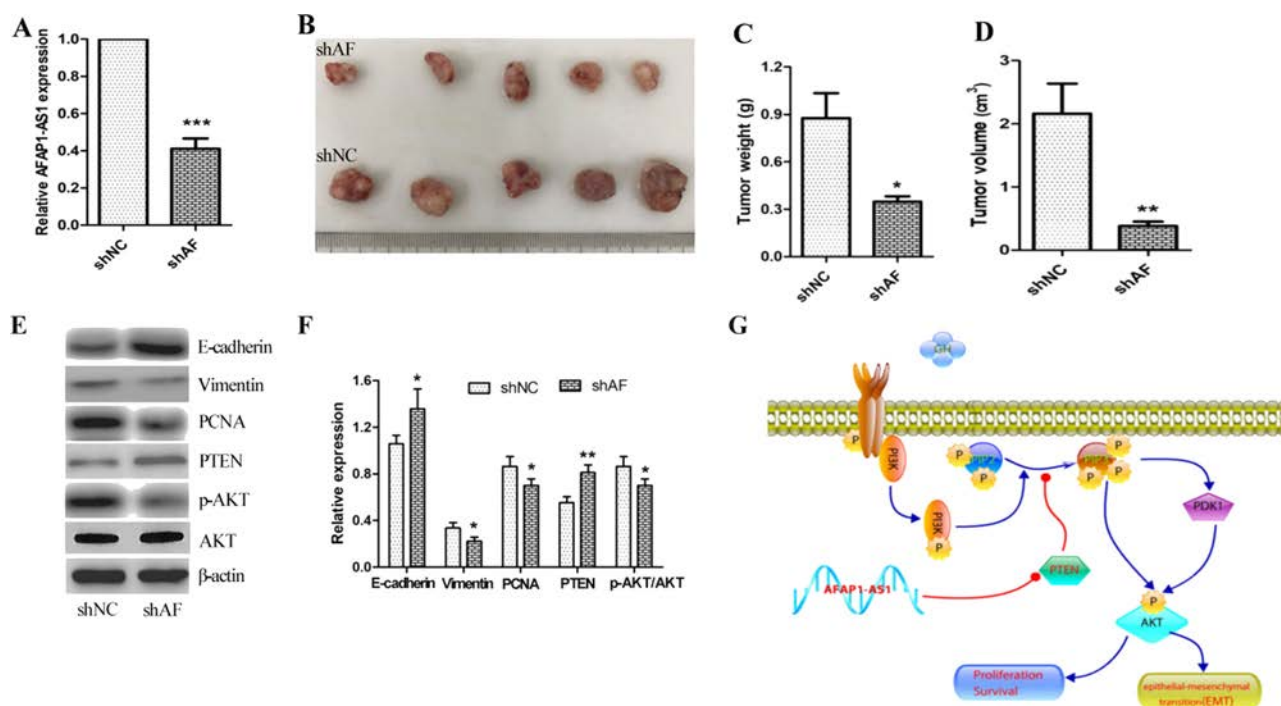 A
Relative AFAP1-AS1 expression
1.0
0.8
0.6
0.4
0.2
0.0
***
shNC
shAF
B
shAF
shNC
C
Tumor weight (g)
1.2
0.9
0.6
0.3
0.0
*
shNC
shAF
D
Tumor volume (cm³)
3
2
1
0
**
shNC
shAF
E
E-cadherin
Vimentin
PCNA
PTEN
p-AKT
AKT
β-actin
shNC shAF
F
Relative expression
1.6
1.2
0.8
0.4
0.0
shNC shAF
*
*
*
**
*
E-cadherin Vimentin PCNA PTEN p-AKT/AKT
G
GH
P
PI3K
P
P
P
P
P
PI3K
P
PDK1
PTEN
AFAP1-AS1
P
AKT
Proliferation
Survival
epithelial-mesenchymal
transition(EMT)